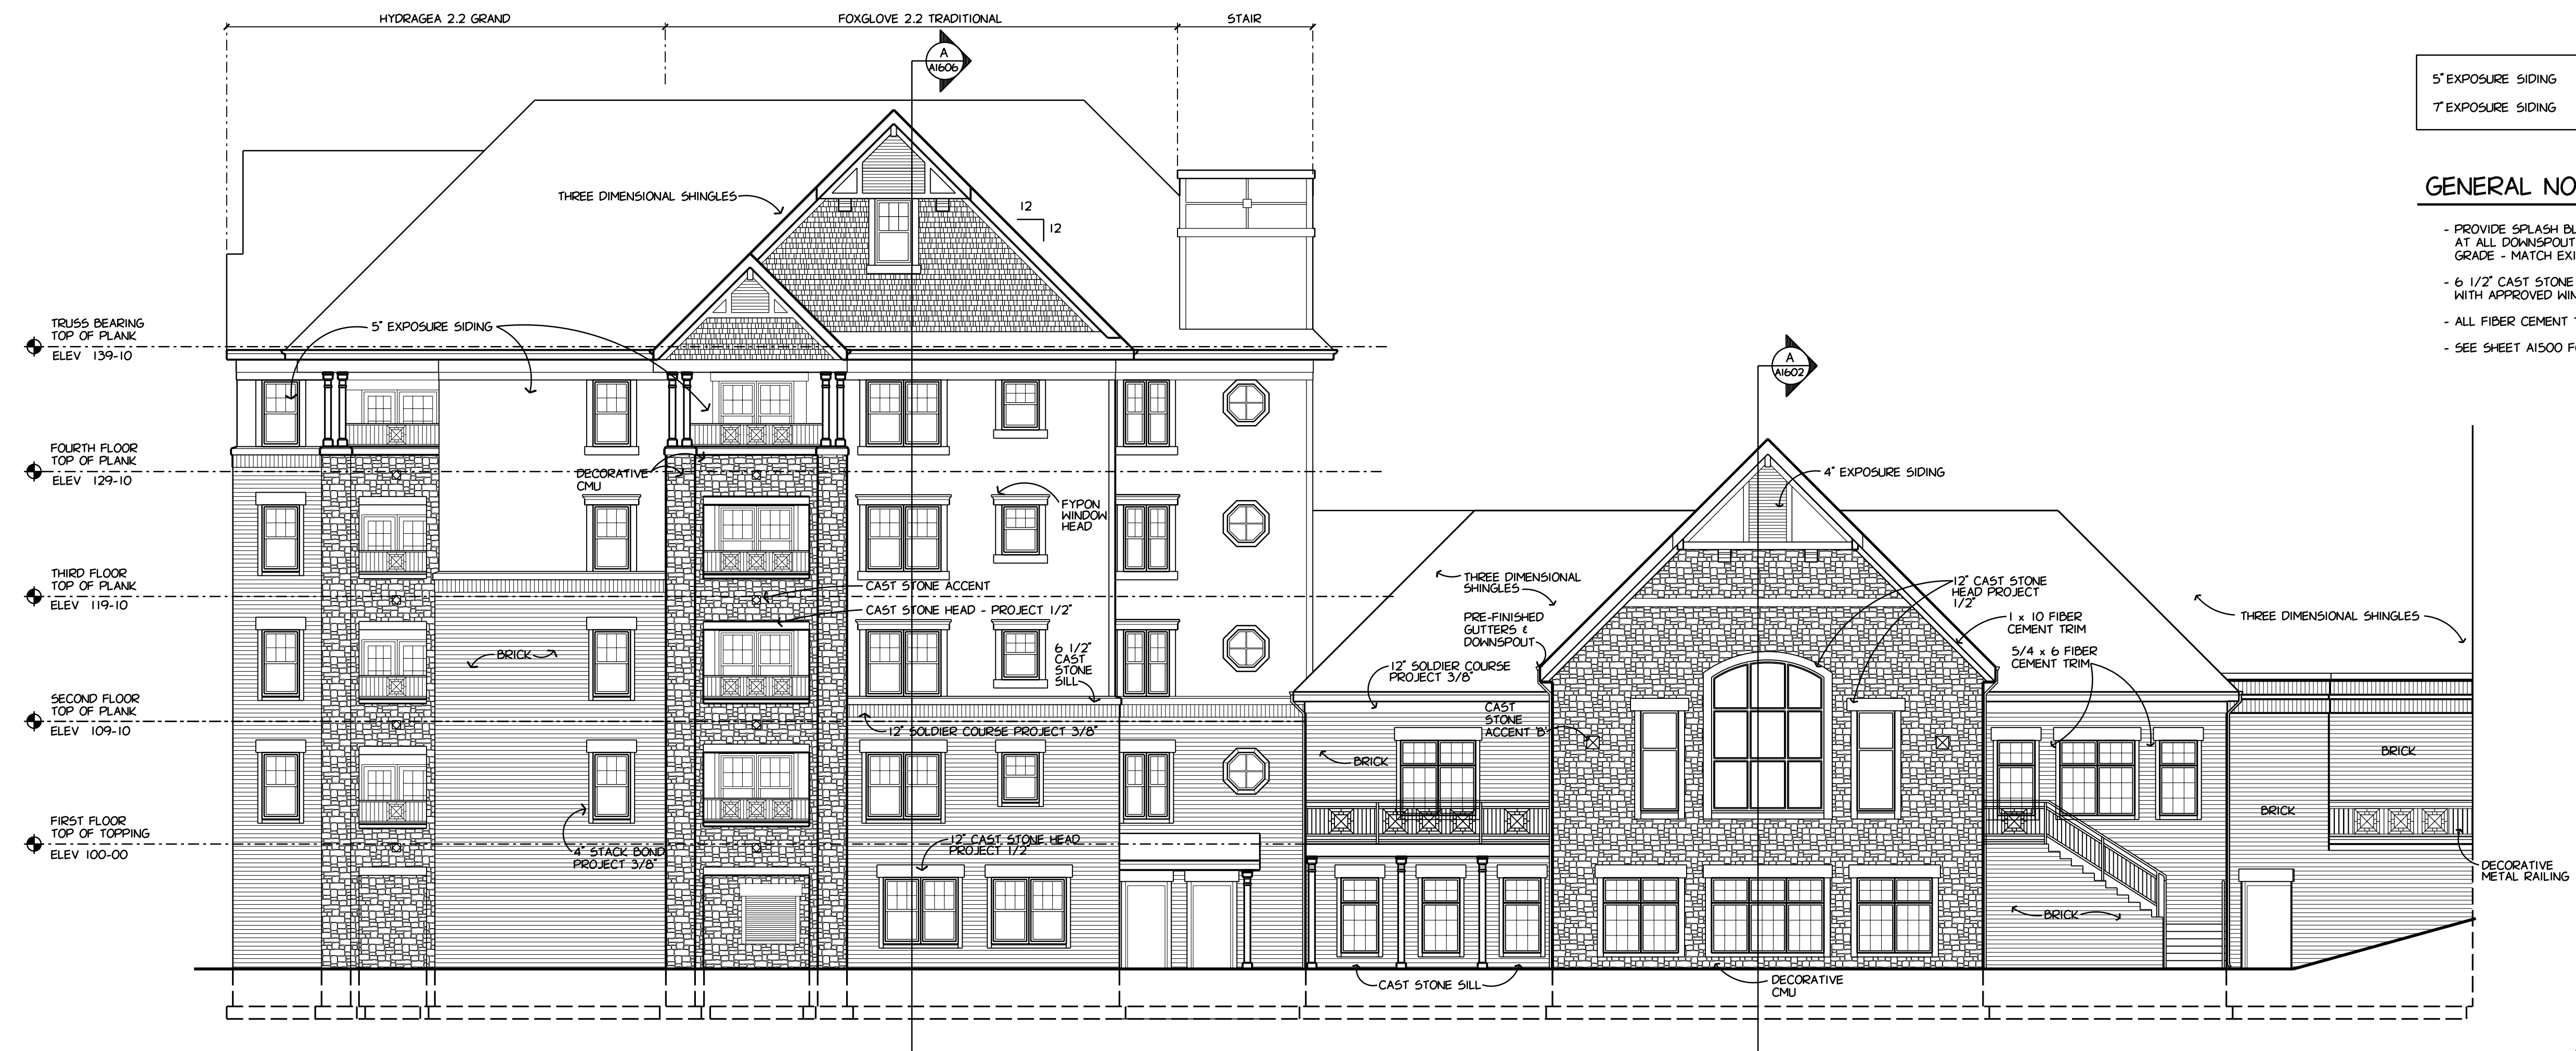 HYDRAGEA 2.2 GRAND
FOXGLOVE 2.2 TRADITIONAL
STAIR
A
A1606
5" EXPOSURE SIDING
7" EXPOSURE SIDING
GENERAL NO
- PROVIDE SPLASH BL
AT ALL DOWNSPOUT
GRADE - MATCH EXI
- 6 1/2" CAST STONE
WITH APPROVED WIN
- ALL FIBER CEMENT T
- SEE SHEET A1500 F
THREE DIMENSIONAL SHINGLES
12
12
TRUSS BEARING
TOP OF PLANK
ELEV 139-10
5" EXPOSURE SIDING
A
A1602
FOURTH FLOOR
TOP OF PLANK
ELEV 129-10
DECORATIVE
CMU
4" EXPOSURE SIDING
FYPON
WINDOW
HEAD
THIRD FLOOR
TOP OF PLANK
ELEV 119-10
CAST STONE ACCENT
CAST STONE HEAD - PROJECT 1/2"
THREE DIMENSIONAL
SHINGLES
12" CAST STONE
HEAD PROJECT
1/2"
PRE-FINISHED
GUTTERS &
DOWNSPOUT
1 x 10 FIBER
CEMENT TRIM
THREE DIMENSIONAL SHINGLES
BRICK
6 1/2"
CAST
STONE
SILL
5/4 x 6 FIBER
CEMENT TRIM
12" SOLDIER COURSE
PROJECT 3/8"
SECOND FLOOR
TOP OF PLANK
ELEV 109-10
12" SOLDIER COURSE PROJECT 3/8"
CAST
STONE
ACCENT 'B'
BRICK
BRICK
BRICK
FIRST FLOOR
TOP OF TOPPING
ELEV 100-00
4" STACK BOND
PROJECT 3/8"
12" CAST STONE HEAD
PROJECT 1/2"
DECORATIVE
METAL RAILING
BRICK
CAST STONE SILL
DECORATIVE
CMU